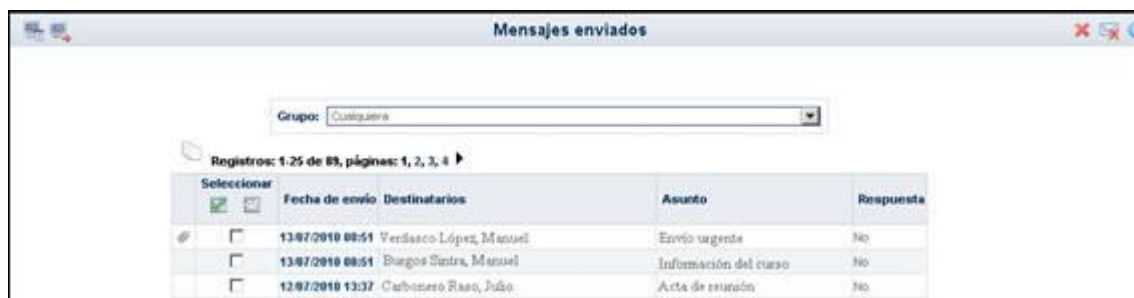 Mensajes enviados
Grupo: Cualquiera
Registros: 1-25 de 89, páginas: 1, 2, 3, 4
Seleccionar Fecha de envío Destinatarios Asunto Respuesta
13/07/2010 08:51 Verdasco López, Manuel Envío urgente No
13/07/2010 08:51 Burgos Sintra, Manuel Información del curso No
12/07/2010 13:37 Carbonero Raso, Julio Acta de reunión No